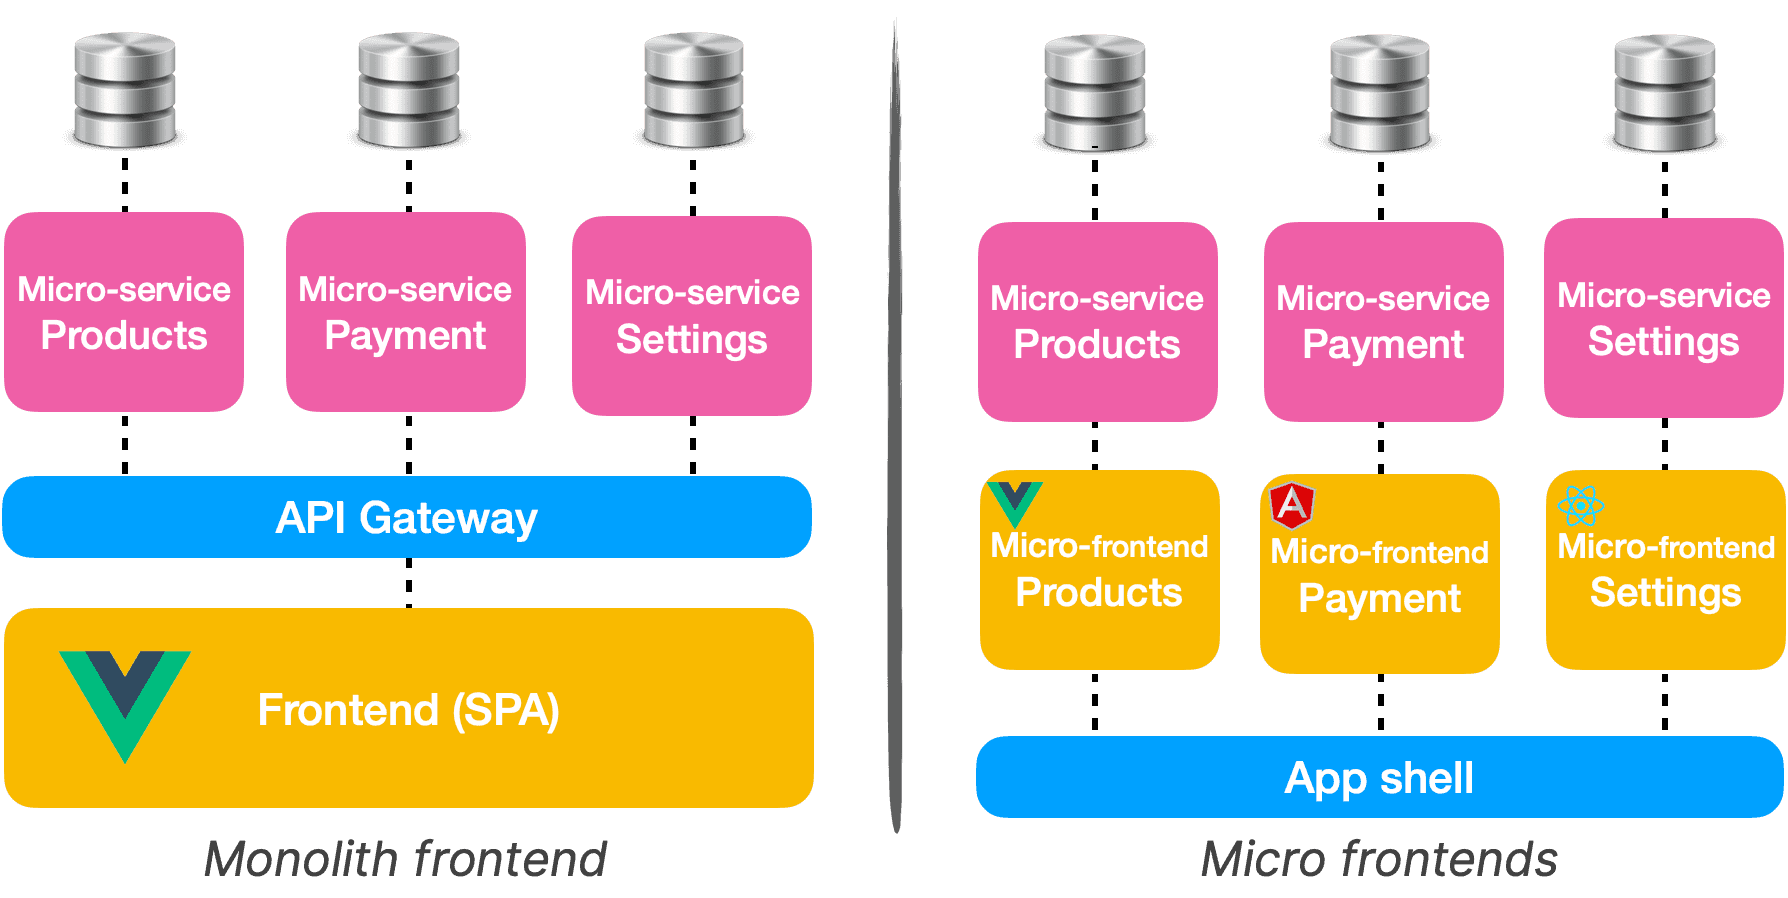 Micro-service
Products
Micro-service
Payment
Micro-service
Settings
API Gateway
Frontend (SPA)
Monolith frontend
Micro-service
Products
Micro-service
Payment
Micro-service
Settings
Micro-frontend
Products
Micro-frontend
Payment
Micro-frontend
Settings
App shell
Micro frontends